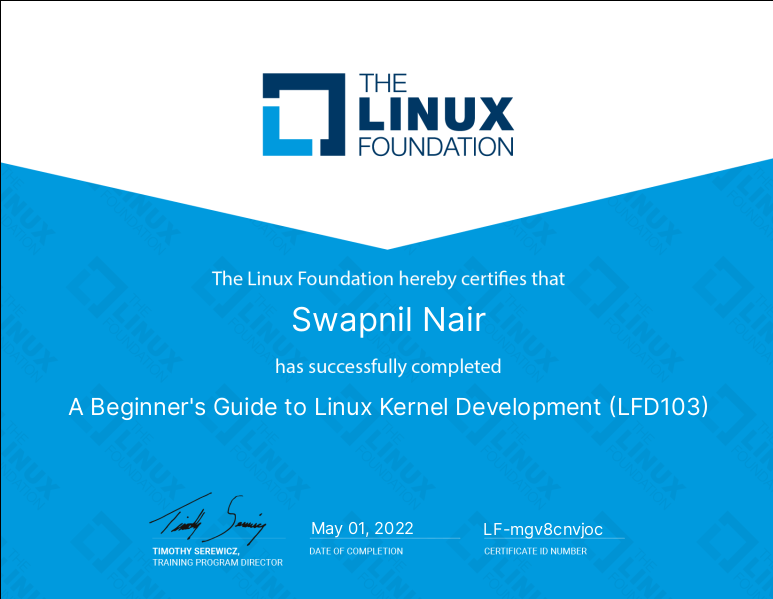 THE
LINUX
FOUNDATION
The Linux Foundation hereby certifies that
Swapnil Nair
has successfully completed
A Beginner's Guide to Linux Kernel Development (LFD103)
Timothy Serewicz
May 01, 2022
LF-mgv8cnvjoc
TIMOTHY SEREWICZ,
TRAINING PROGRAM DIRECTOR
DATE OF COMPLETION
CERTIFICATE ID NUMBER